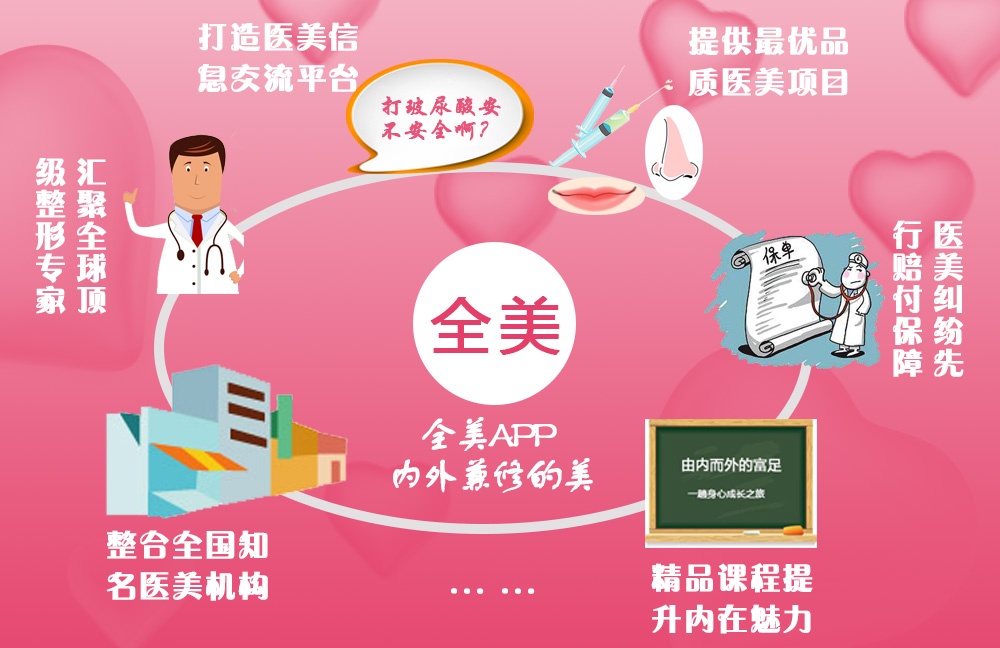 打造医美信
息交流平台
打玻尿酸安
不安全啊?
提供最优品
质医美项目
汇聚全球顶
级整形专家
保单
医美纠纷先
行赔付保障
全美
全美APP
内外兼修的美
由内而外的富足
一趟身心成长之旅
整合全国知
名医美机构
精品课程提
升内在魅力
... ...